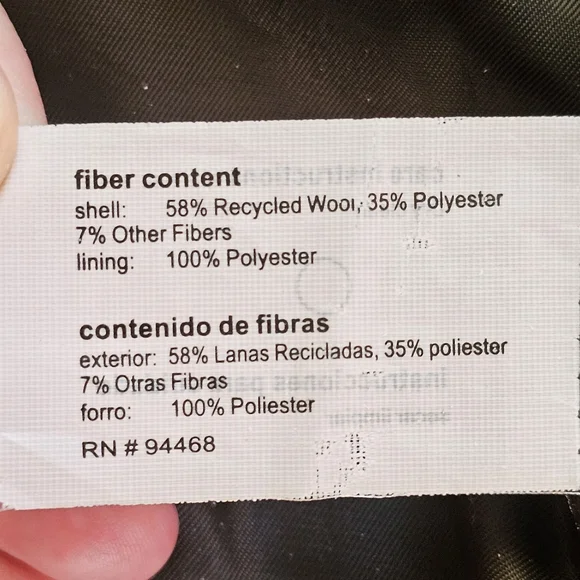 fiber content
shell: 58% Recycled Wool, 35% Polyester
7% Other Fibers
lining: 100% Polyester
contenido de fibras
exterior: 58% Lanas Recicladas, 35% poliester
7% Otras Fibras
forro: 100% Poliester
RN # 94468